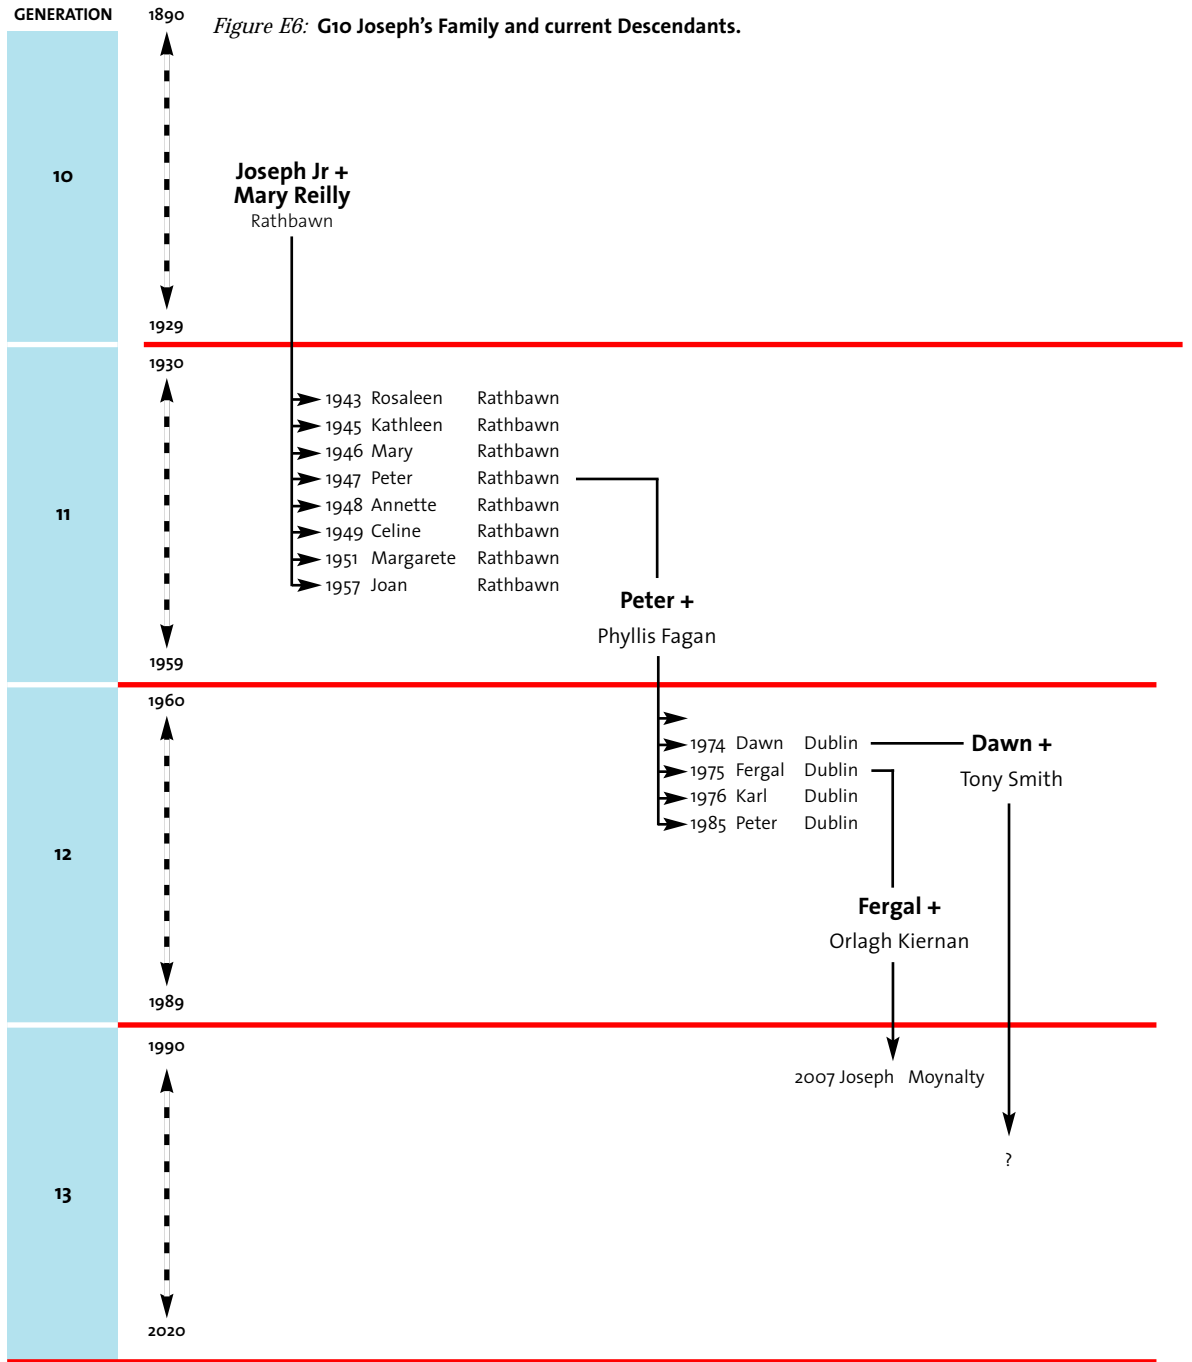 GENERATION
1890
Figure E6: G10 Joseph's Family and current Descendants.
10
Joseph Jr +
Mary Reilly
Rathbawn
1929
1930
1943 Rosaleen Rathbawn
1945 Kathleen Rathbawn
1946 Mary Rathbawn
1947 Peter Rathbawn
1948 Annette Rathbawn
1949 Celine Rathbawn
1951 Margarete Rathbawn
1957 Joan Rathbawn
11
Peter +
Phyllis Fagan
1959
1960
1974 Dawn Dublin
1975 Fergal Dublin
1976 Karl Dublin
1985 Peter Dublin
Dawn +
Tony Smith
12
Fergal +
Orlagh Kiernan
1989
1990
2007 Joseph Moynalty
?
13
2020